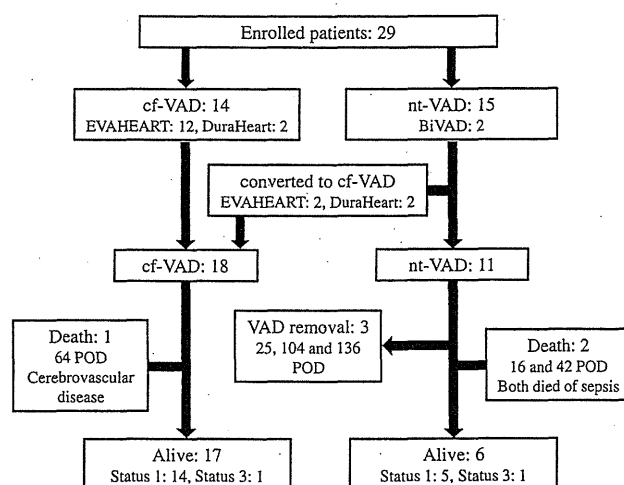 Enrolled patients: 29
cf-VAD: 14
EVAHEART: 12, DuraHeart: 2
nt-VAD: 15
BiVAD: 2
converted to cf-VAD
EVAHEART: 2, DuraHeart: 2
cf-VAD: 18
nt-VAD: 11
Death: 1
64 POD
Cerebrovascular
disease
VAD removal: 3
25, 104 and 136
POD
Death: 2
16 and 42 POD
Both died of sepsis
Alive: 17
Status 1: 14, Status 3: 1
Alive: 6
Status 1: 5, Status 3: 1